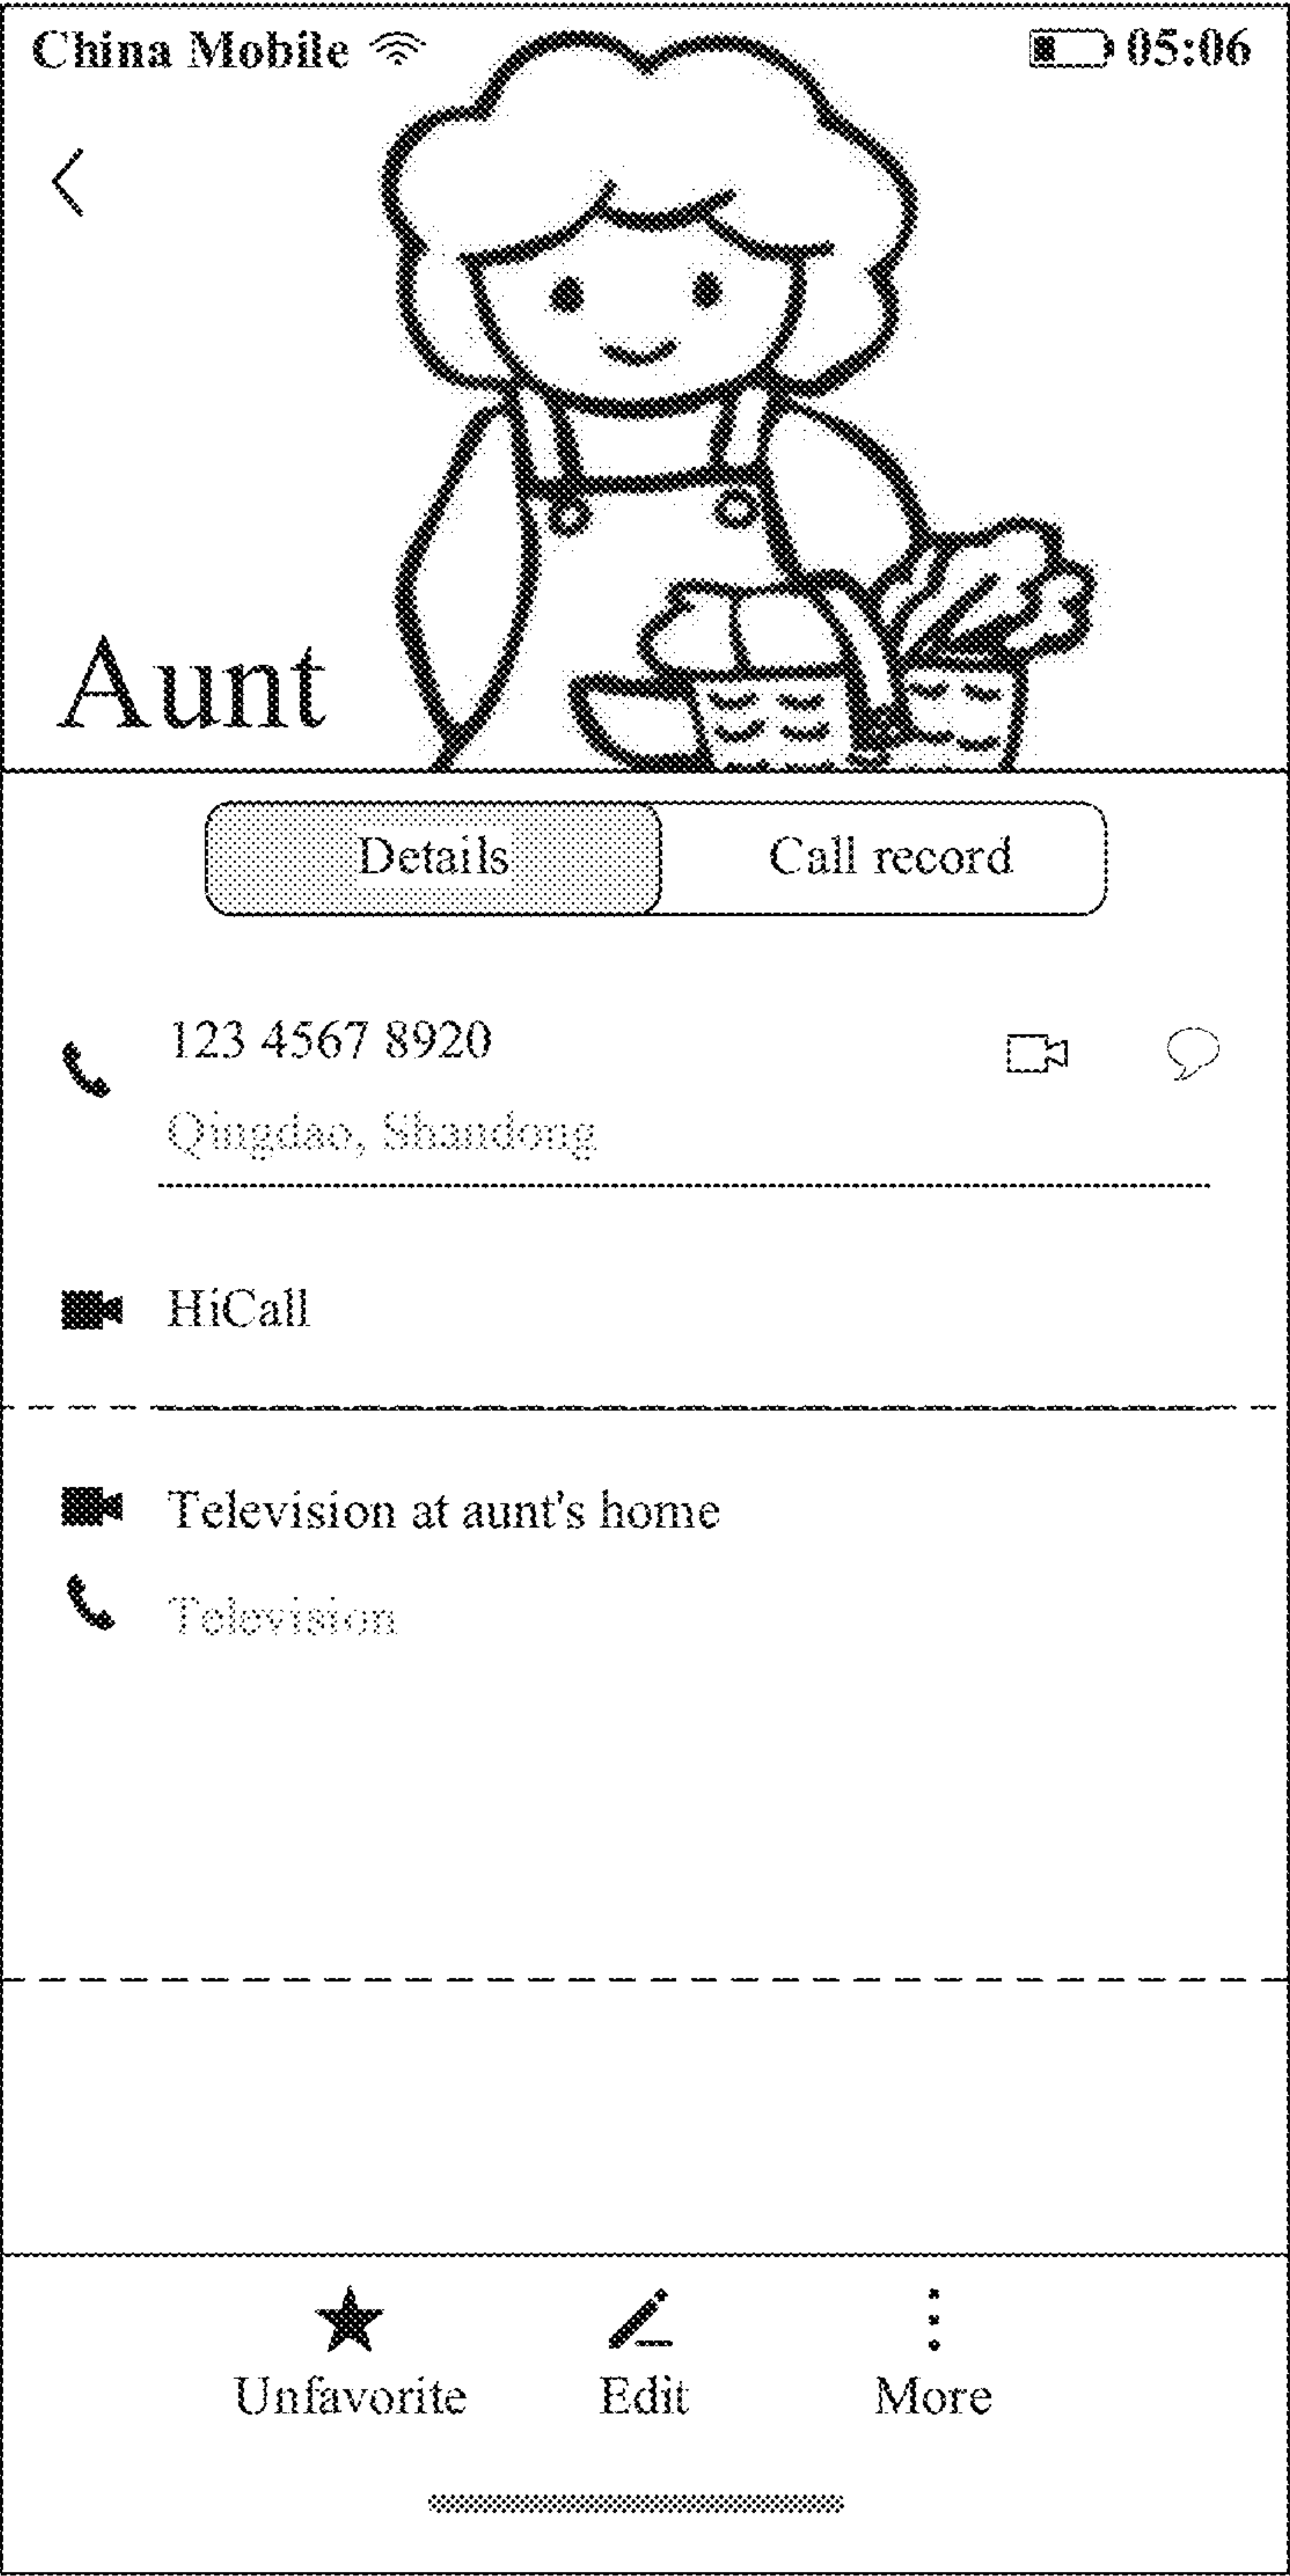 China Mobile 05:06
Aunt
Details Call record
123 4567 8920
Qingdao, Shandong
HiCall
Television at aunt's home
Television
Unfavorite Edit More